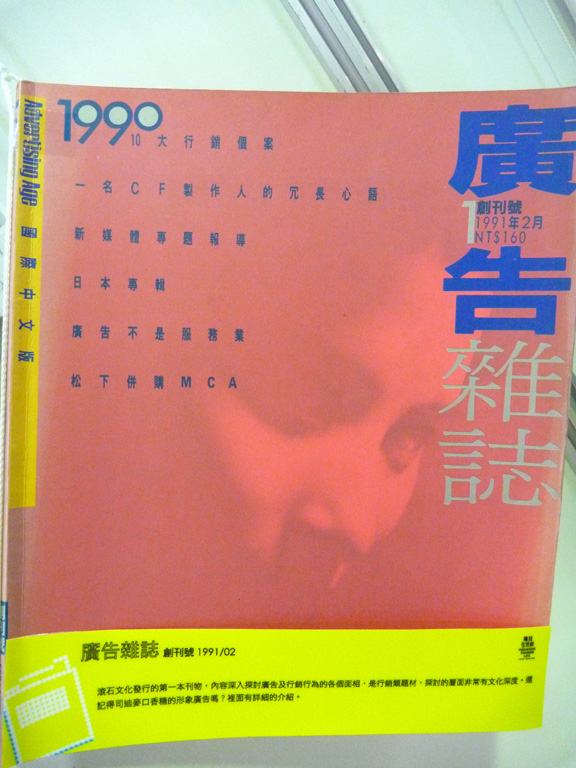 Advertising Age 國際中文版
1990
10大行銷個案
一名CF製作人的冗長心語
新媒體專題報導
日本專輯
廣告不是服務業
松下併購MCA
廣告
雜誌
1
創刊號
1991年2月
NT$160
廣告雜誌 創刊號 1991/02
滾石文化發行的第一本刊物,內容深入探討廣告及行銷行為的各個面相,是行銷類題材,探討的層面非常有文化深度。還
記得司迪麥口香糖的形象廣告嗎?裡面有詳細的介紹。